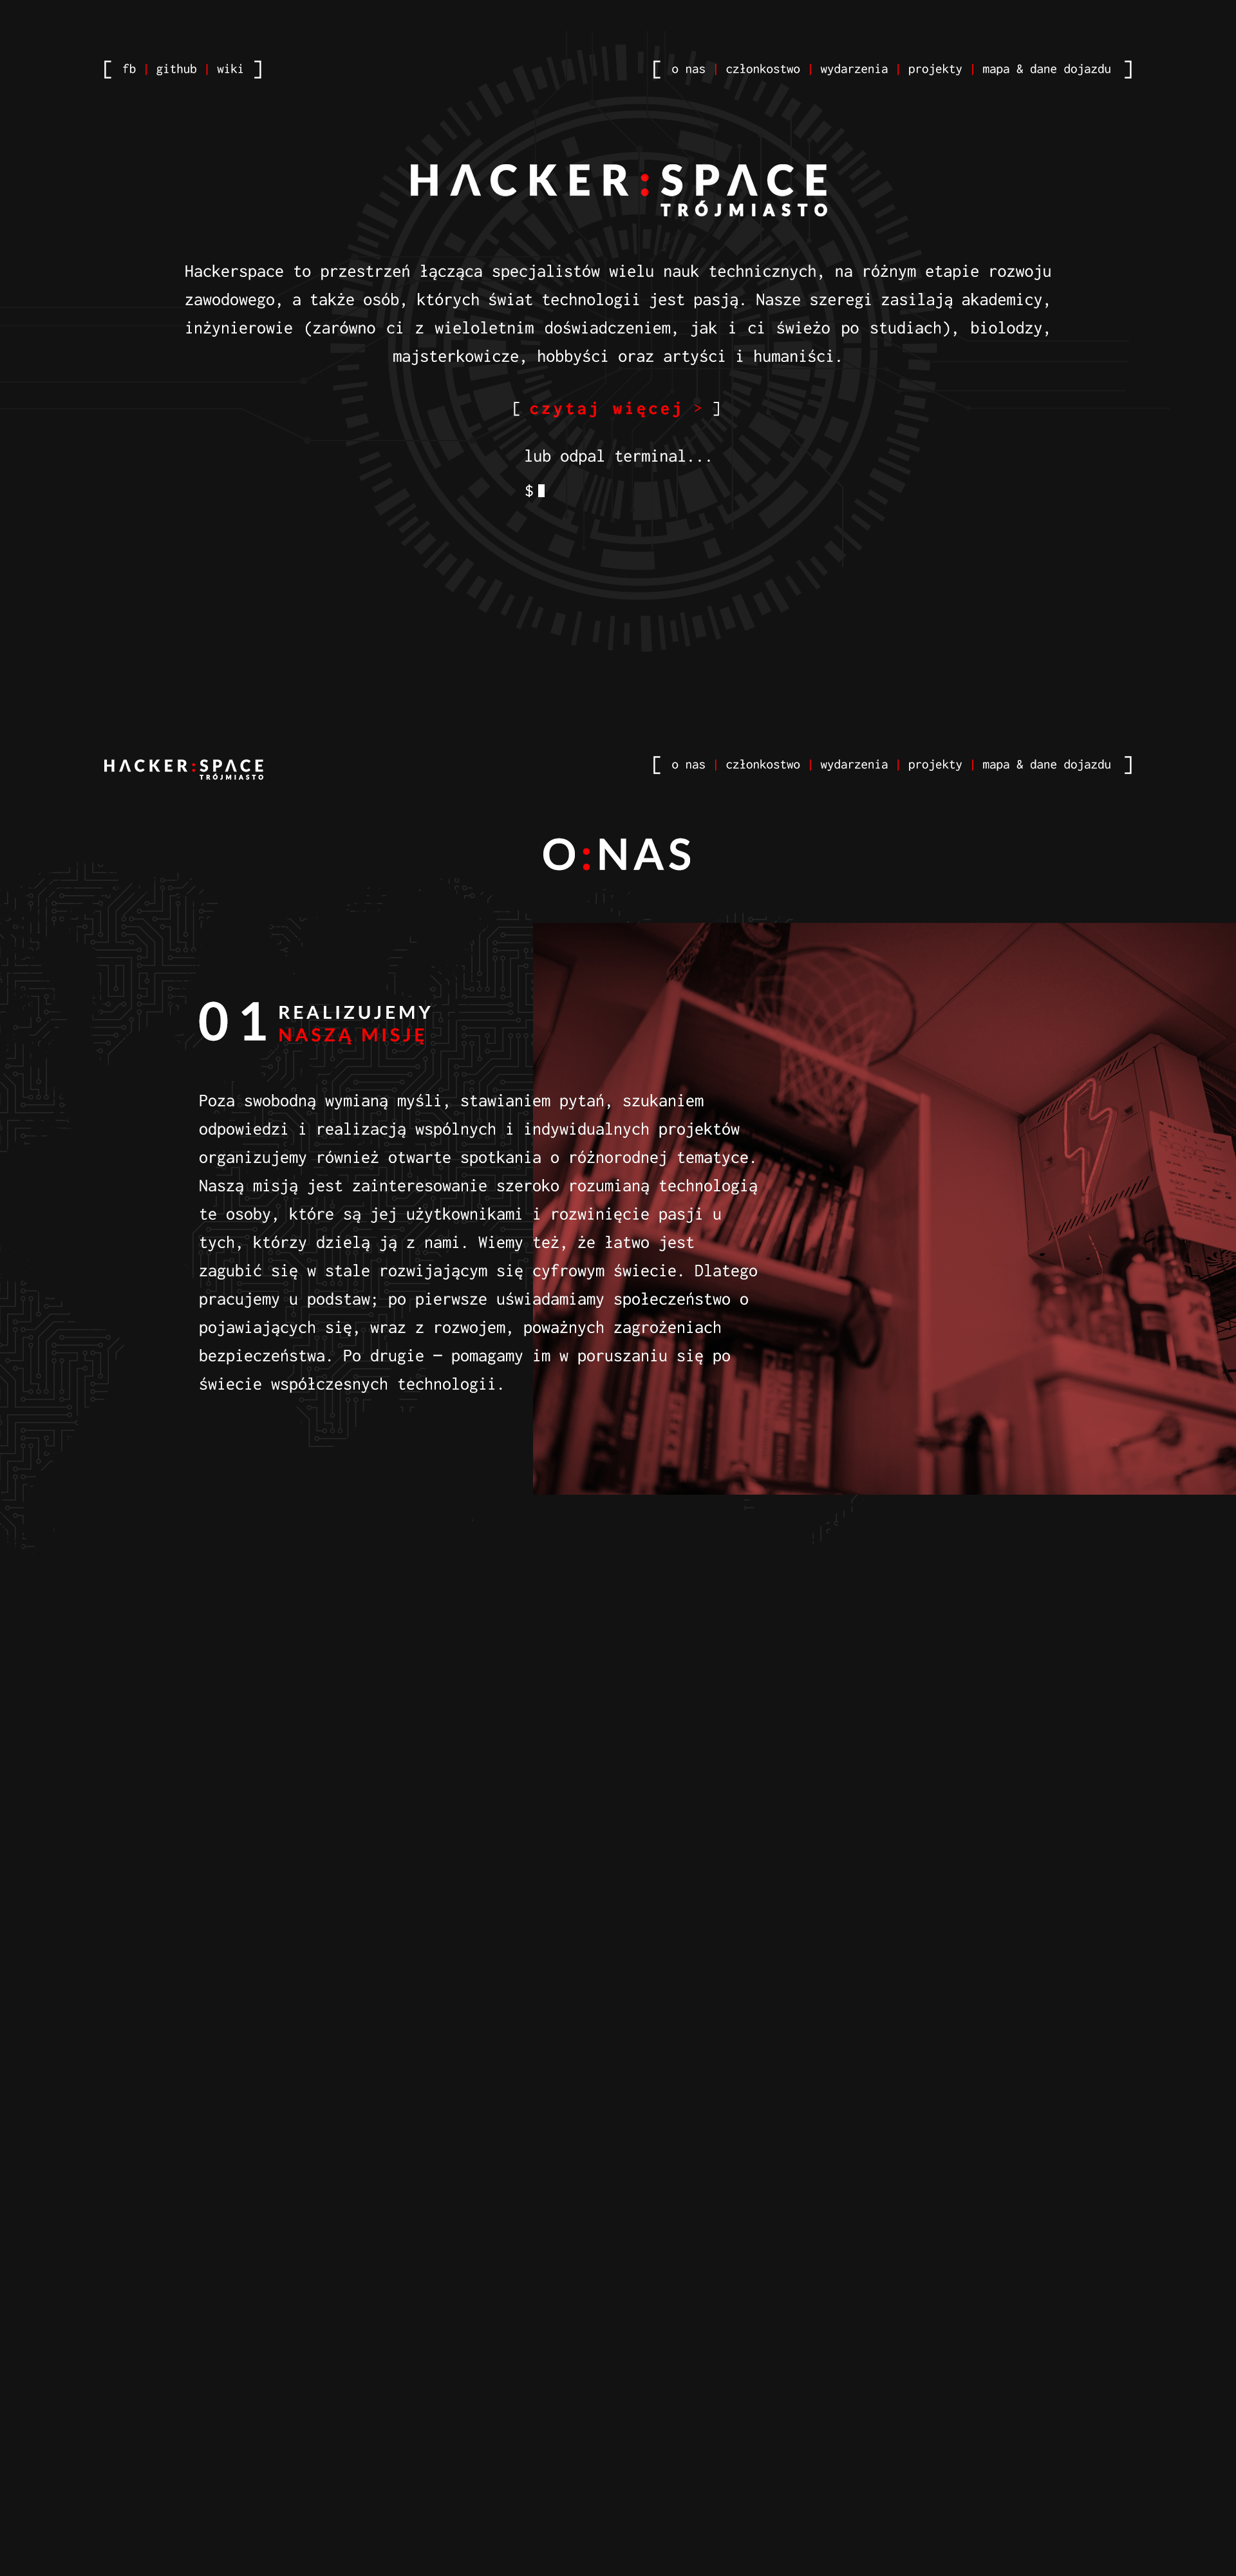 [ fb | github | wiki ]
[ o nas | członkostwo | wydarzenia | projekty | mapa & dane dojazdu ]
HΛCKER:SPΛCE
TRÓJMIASTO
Hackerspace to przestrzeń łącząca specjalistów wielu nauk technicznych, na różnym etapie rozwoju
zawodowego, a także osób, których świat technologii jest pasją. Nasze szeregi zasilają akademicy,
inżynierowie (zarówno ci z wieloletnim doświadczeniem, jak i ci świeżo po studiach), biolodzy,
majsterkowicze, hobbyści oraz artyści i humaniści.
[ czytaj więcej > ]
lub odpal terminal...
$
HΛCKER:SPΛCE
TRÓJMIASTO
[ o nas | członkostwo | wydarzenia | projekty | mapa & dane dojazdu ]
O:NAS
01 REALIZUJEMY
NASZĄ MISJĘ
Poza swobodną wymianą myśli, stawianiem pytań, szukaniem
odpowiedzi i realizacją wspólnych i indywidualnych projektów
organizujemy również otwarte spotkania o różnorodnej tematyce.
Naszą misją jest zainteresowanie szeroko rozumianą technologią
te osoby, które są jej użytkownikami i rozwinięcie pasji u
tych, którzy dzielą ją z nami. Wiemy też, że łatwo jest
zagubić się w stale rozwijającym się cyfrowym świecie. Dlatego
pracujemy u podstaw; po pierwsze uświadamiamy społeczeństwo o
pojawiających się, wraz z rozwojem, poważnych zagrożeniach
bezpieczeństwa. Po drugie — pomagamy im w poruszaniu się po
świecie współczesnych technologii.